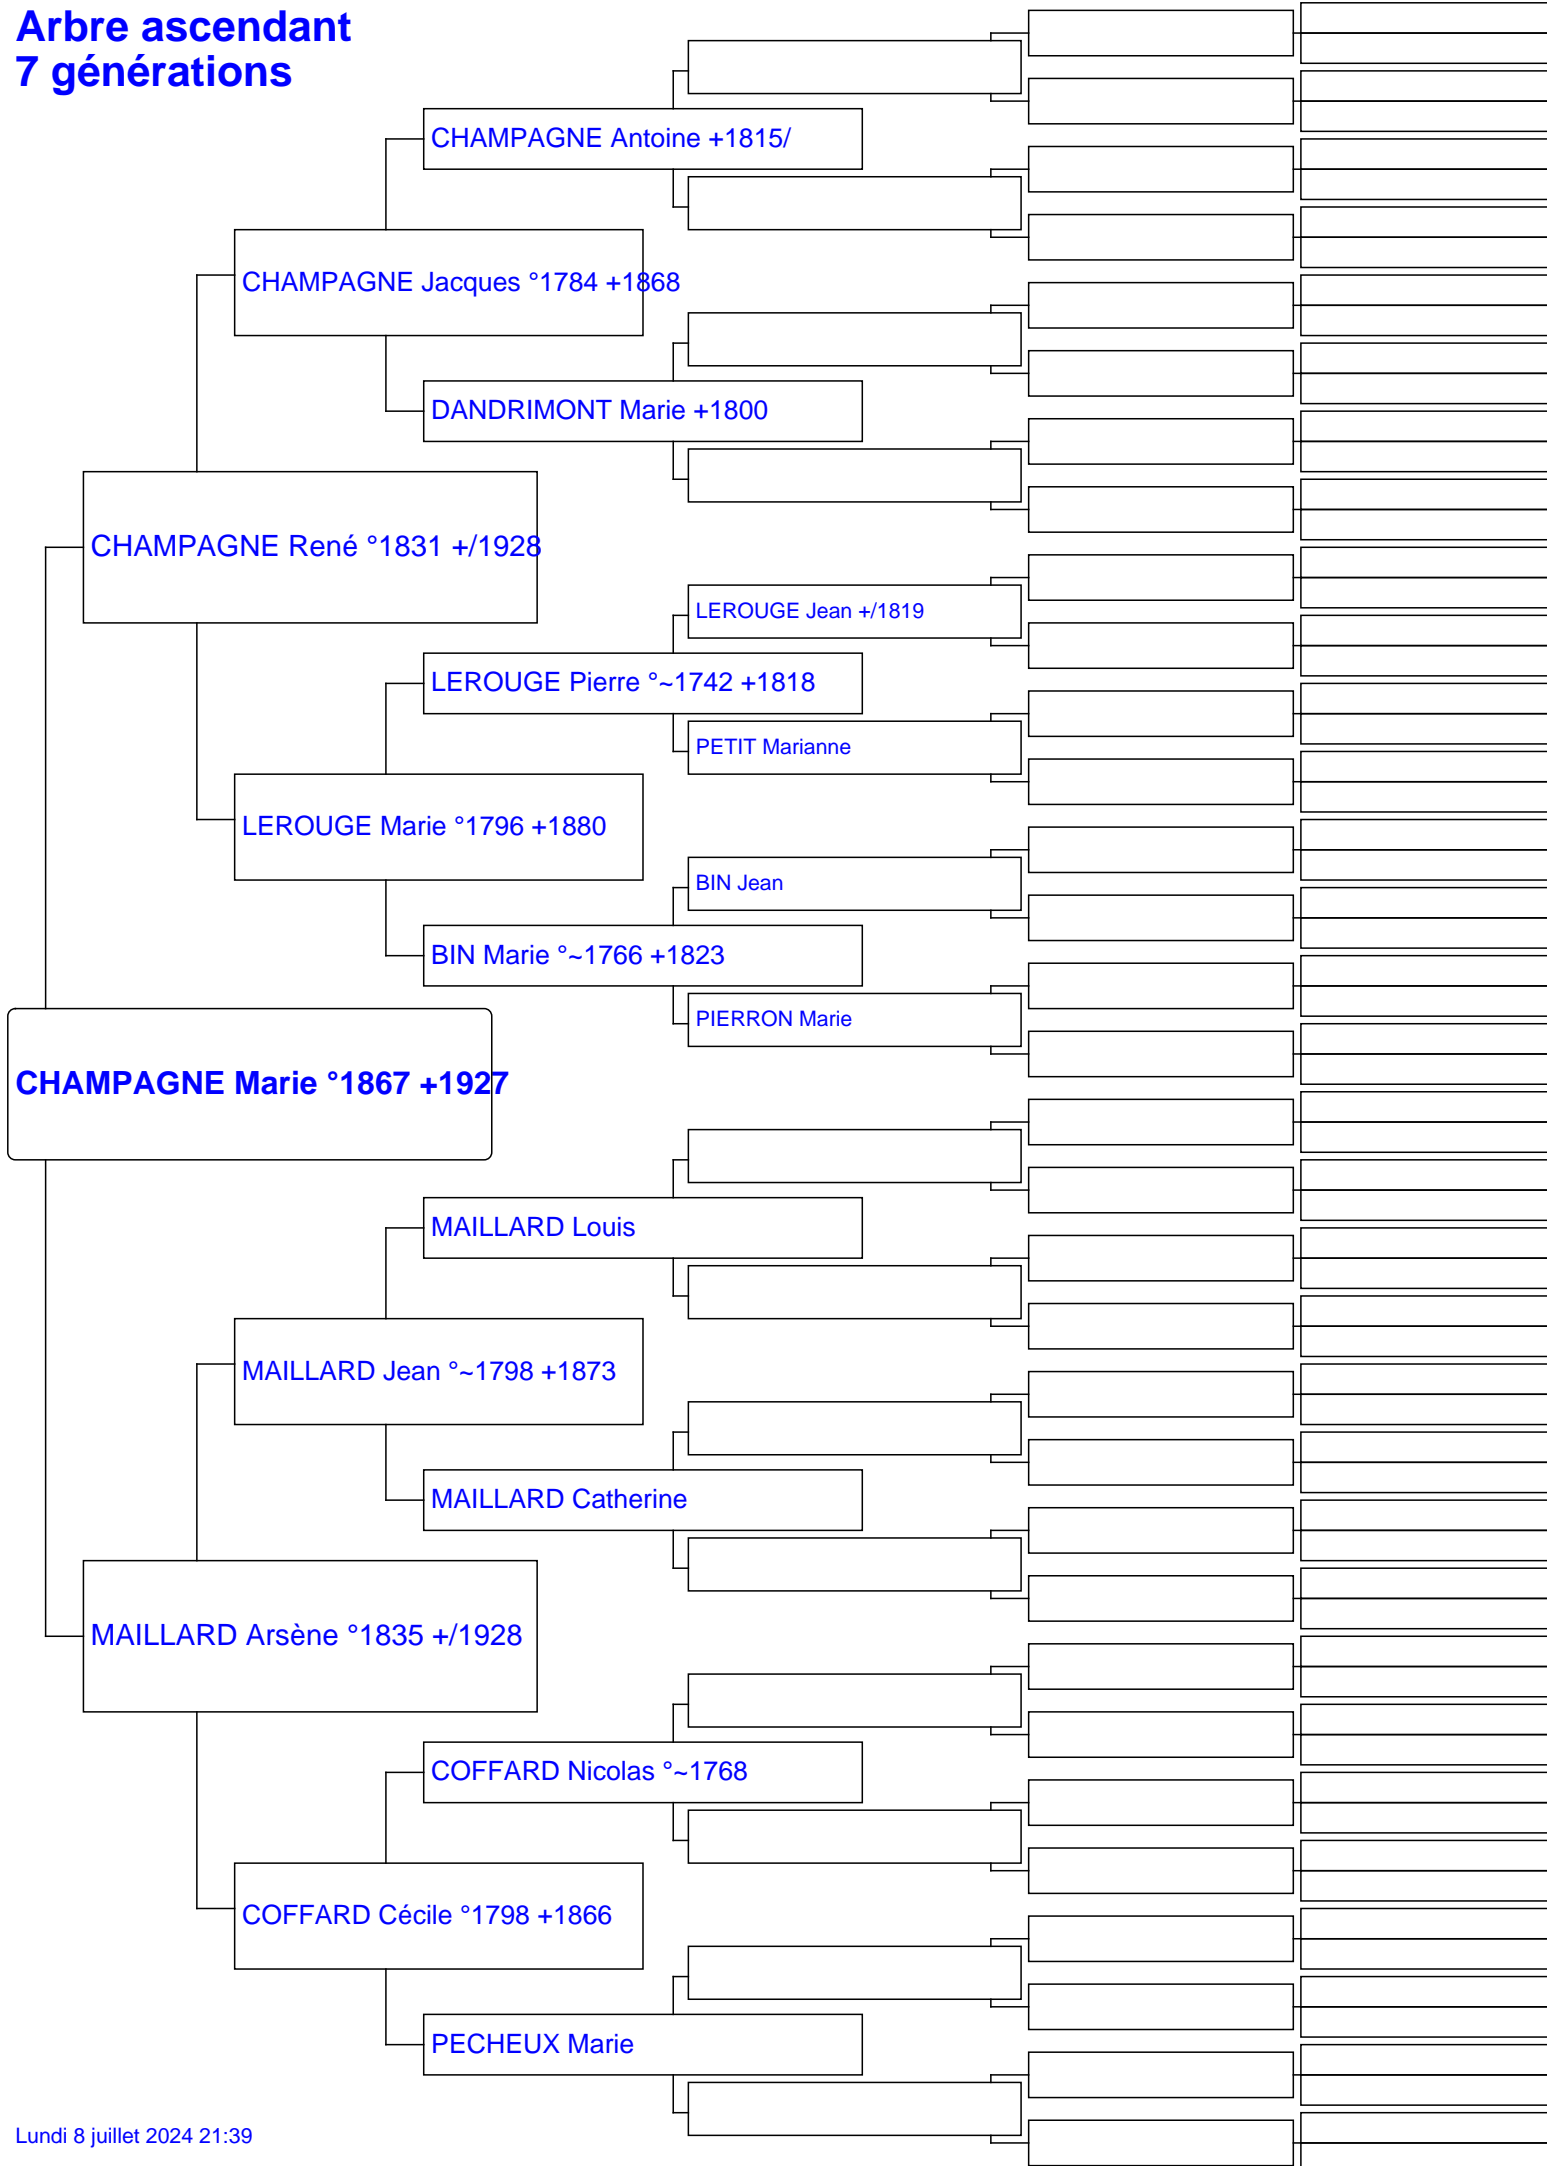 Arbre ascendant
7 générations
CHAMPAGNE Antoine +1815/
CHAMPAGNE Jacques °1784 +1868
DANDRIMONT Marie +1800
CHAMPAGNE René °1831 +/1928
LEROUGE Jean +/1819
LEROUGE Pierre °~1742 +1818
PETIT Marianne
LEROUGE Marie °1796 +1880
BIN Jean
BIN Marie °~1766 +1823
PIERRON Marie
CHAMPAGNE Marie °1867 +1927
MAILLARD Louis
MAILLARD Jean °~1798 +1873
MAILLARD Catherine
MAILLARD Arsène °1835 +/1928
COFFARD Nicolas °~1768
COFFARD Cécile °1798 +1866
PECHEUX Marie
Lundi 8 juillet 2024 21:39